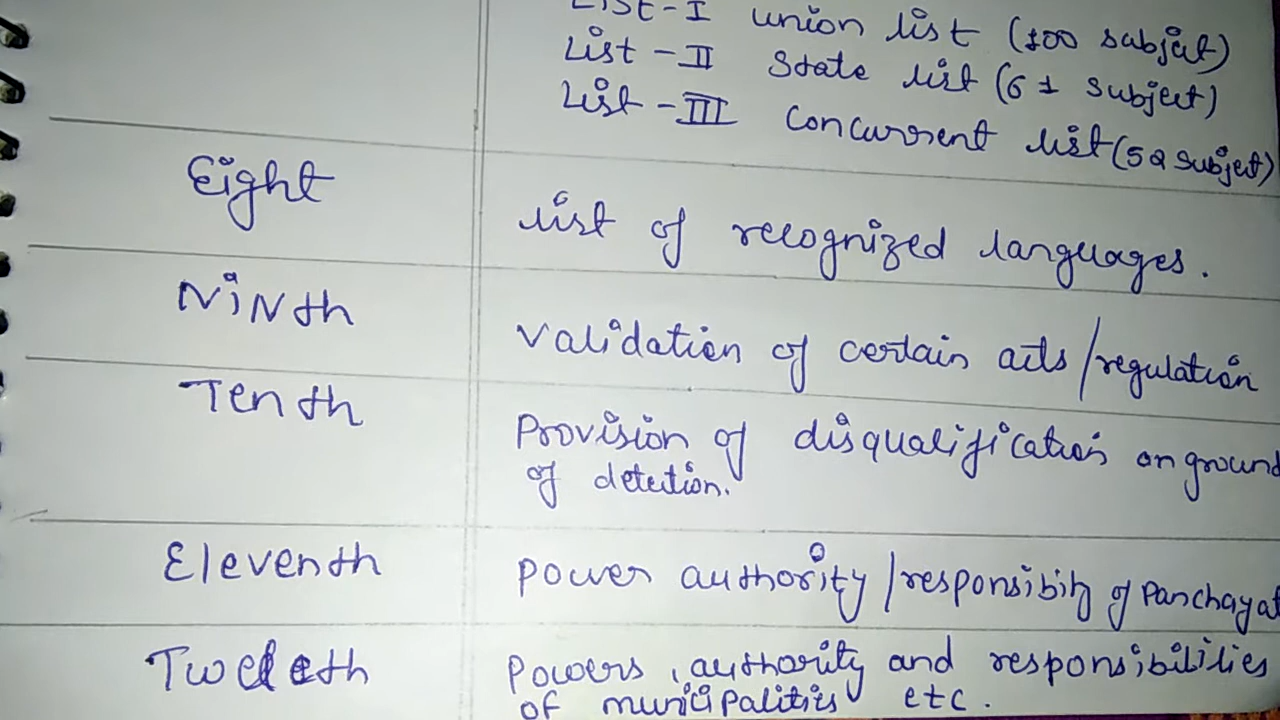 List-I union list (100 subject)
List - II State list (61 subject)
List - III Concurrent list (52 subject)
Eight
list of recognized languages.
NiNth
validation of certain acts/regulation
Tenth
Provision of disqualification on ground
of detection.
Eleventh
Power authority/responsibity of Panchayat
Tweleth
Powers, authority and responsibilities
of municipalities etc.